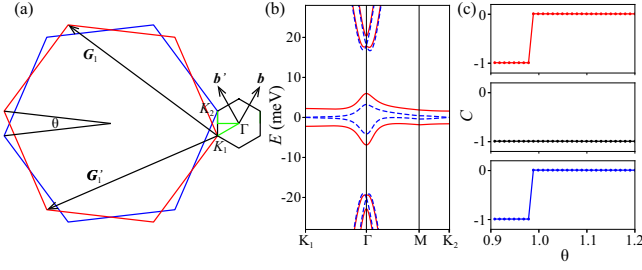 (a)
G₁
b'
b
K₂
θ
Γ
K₁
G₁'
(b)
E (meV)
20
10
0
-10
-20
K₁
Γ
M
K₂
(c)
C
0
-1
0
-1
0
-1
0.9
1.0
1.1
1.2
θ